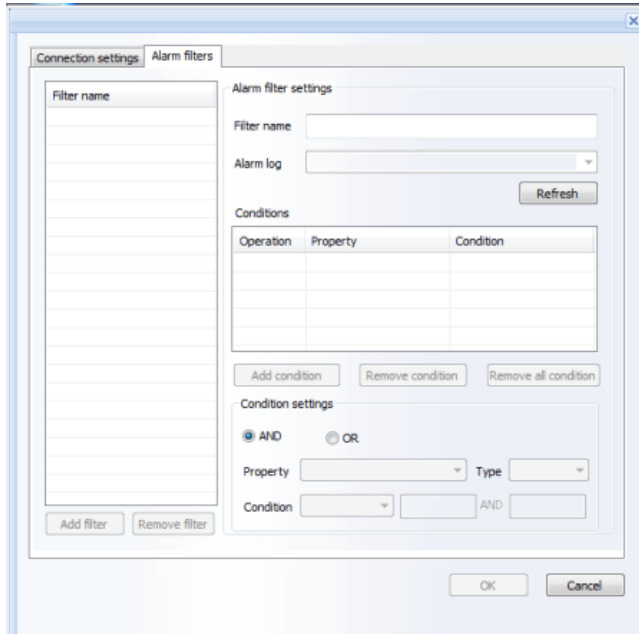 Connection settings
Alarm filters
Filter name
Alarm filter settings
Filter name
Alarm log
Refresh
Conditions
Operation Property Condition
Add condition Remove condition Remove all condition
Condition settings
AND OR
Property Type
Condition AND
Add filter Remove filter
OK Cancel